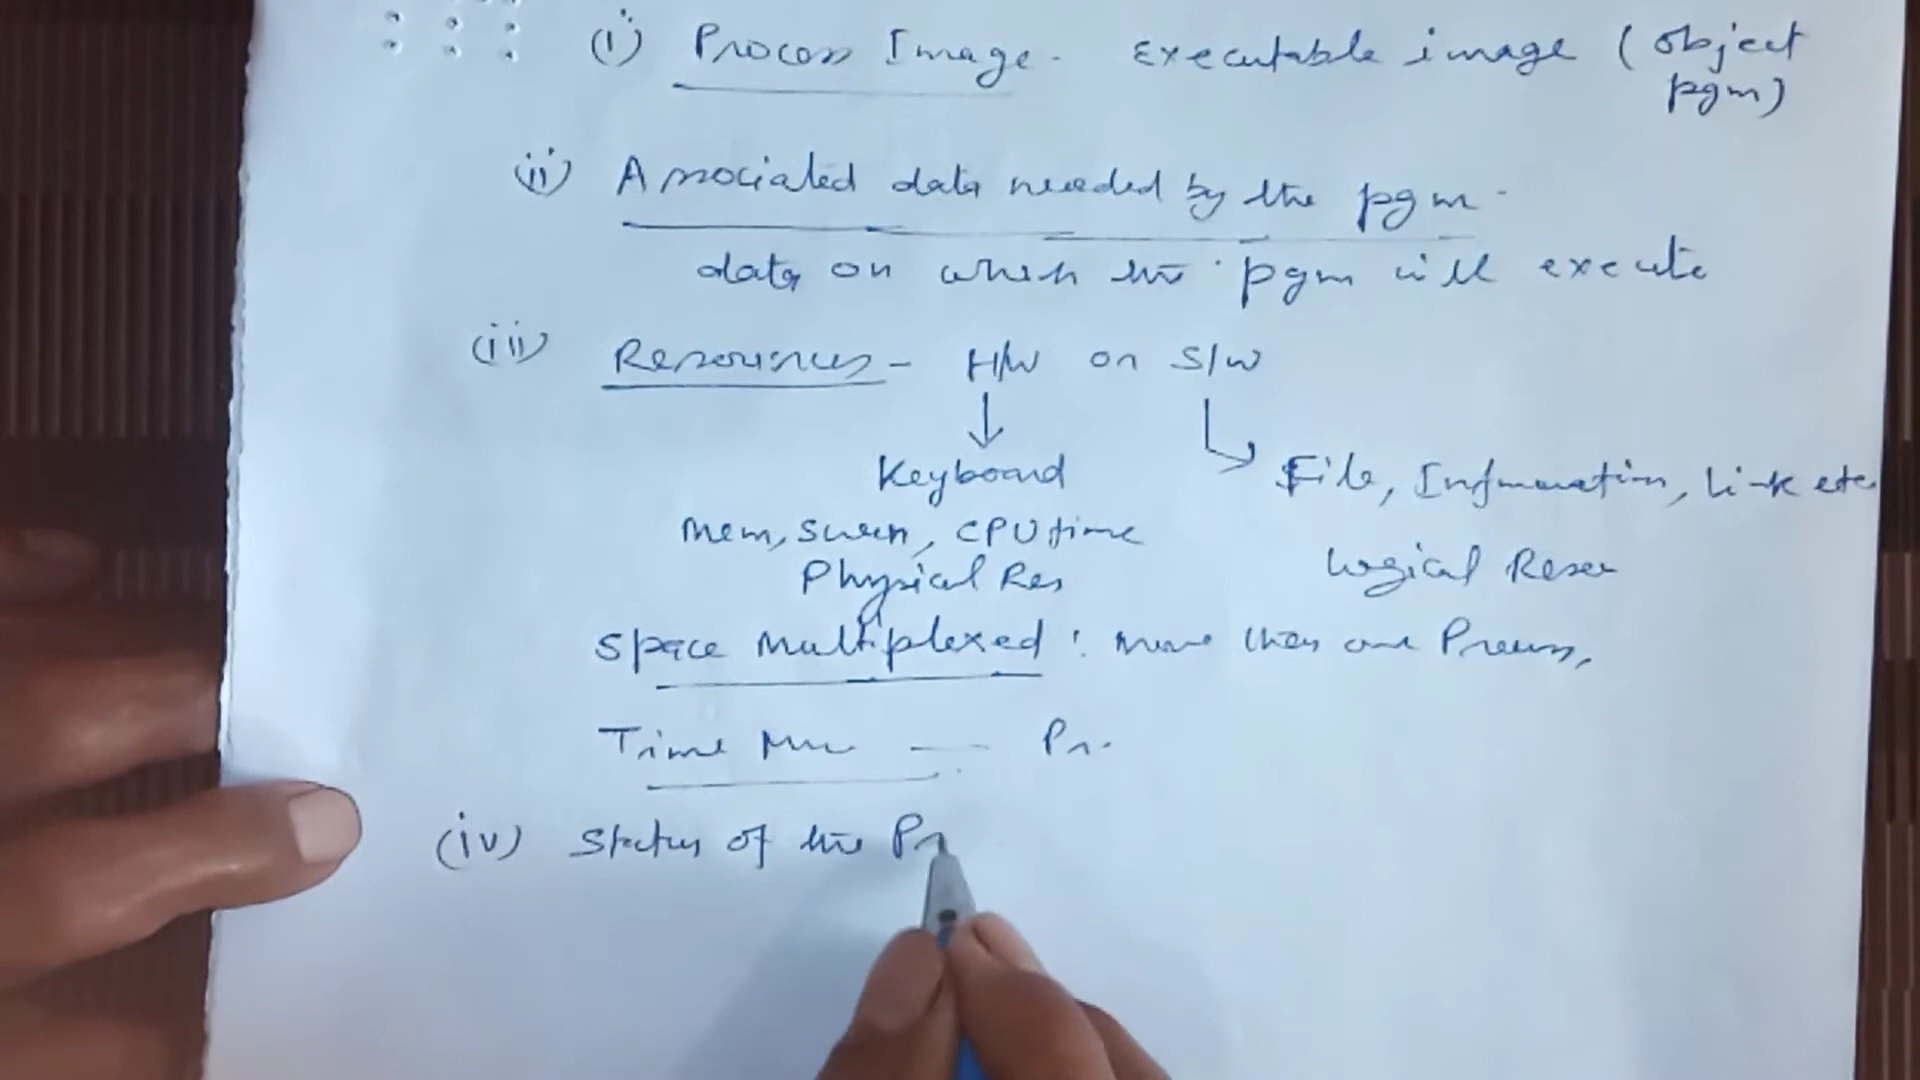 (i) Process Image. Executable image (object
pgm)
(ii) Associated data needed by the pgm.
data on which the pgm will execute
(iii) Resources - H/W or S/W
↓ ↳
Keyboard File, Information, Link etc.
Mem, Screen, CPU time
Physical Res Logical Resou
Space Multiplexed : more than one Process,
Time Mu — Pr.
(iv) Status of the Pr